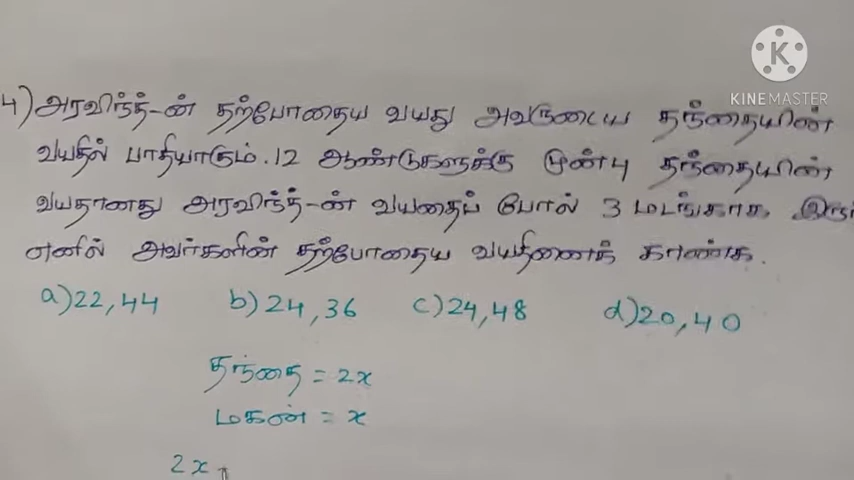 KINEMASTER
4) அரவிந்த்-ன் தற்போதைய வயது அவருடைய தந்தையின்
வயதில் பாதியாகும். 12 ஆண்டுகளுக்கு முன்பு தந்தையின்
வயதானது அரவிந்த்-ன் வயதைப் போல் 3 மடங்காக
எனில் அவர்களின் தற்போதைய வயதினைக் காண்க.
a) 22, 44 b) 24, 36 c) 24, 48 d) 20, 40
தந்தை = 2x
மகன் = x
2x